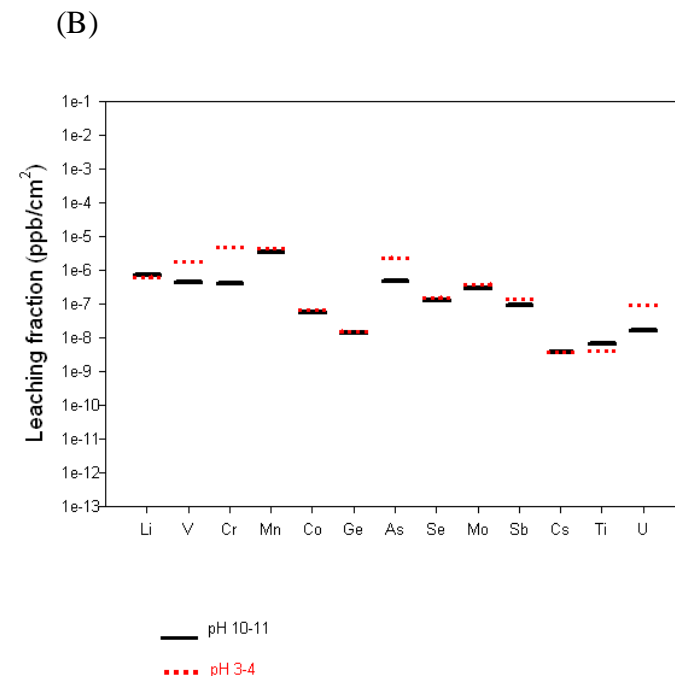 (B)
Leaching fraction (ppb/cm²)
1e-1
1e-2
1e-3
1e-4
1e-5
1e-6
1e-7
1e-8
1e-9
1e-10
1e-11
1e-12
1e-13
Li V Cr Mn Co Ge As Se Mo Sb Cs Ti U
pH 10-11
pH 3-4